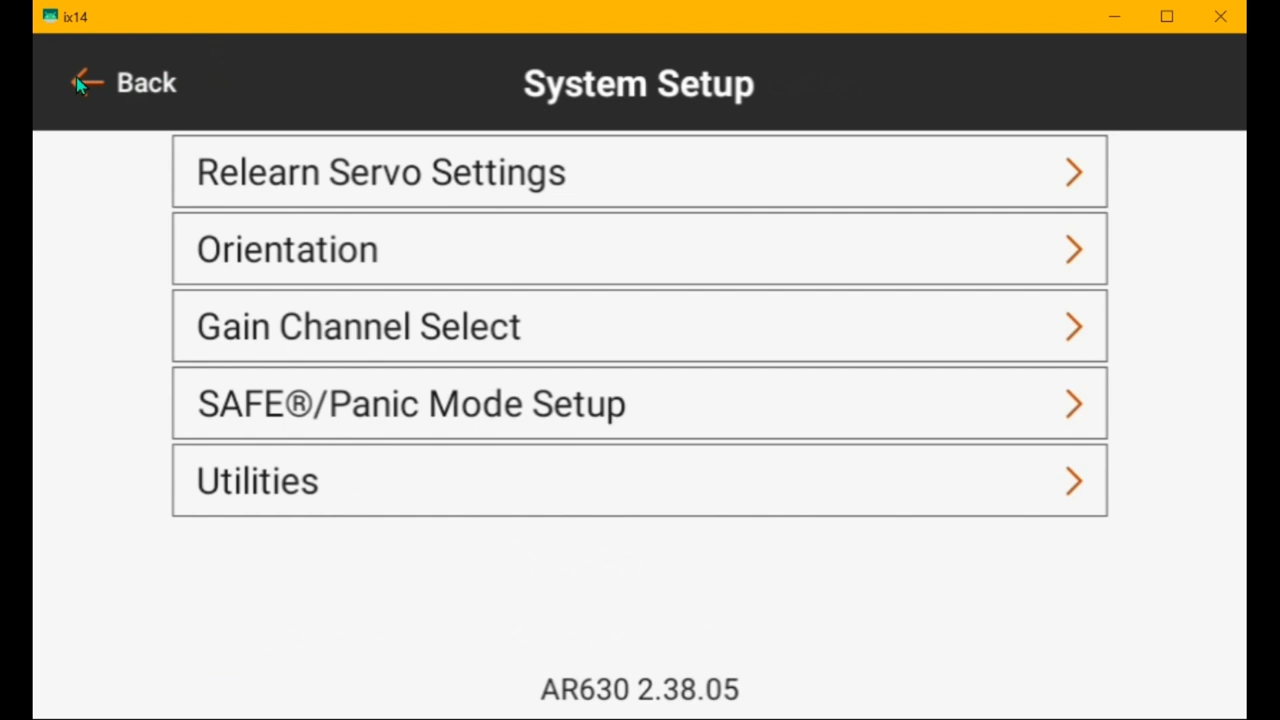 ix14
Back
System Setup
Relearn Servo Settings
Orientation
Gain Channel Select
SAFE®/Panic Mode Setup
Utilities
AR630 2.38.05